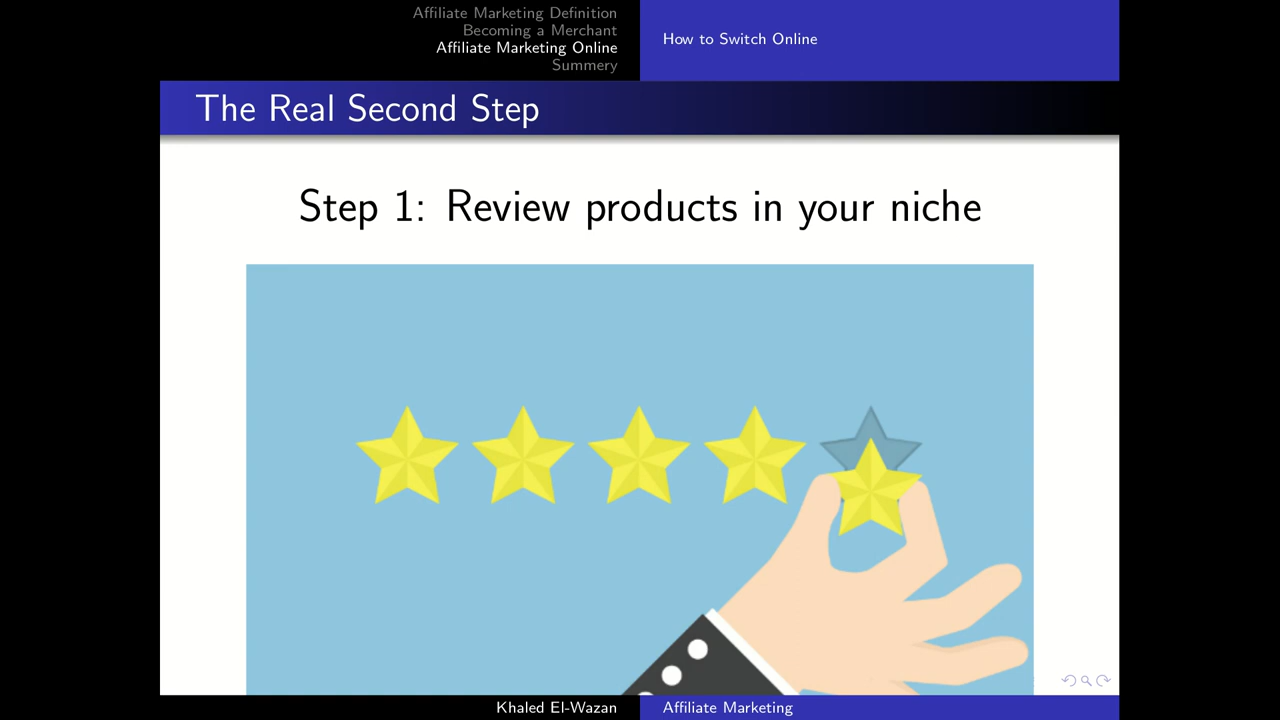 Affiliate Marketing Definition
Becoming a Merchant
Affiliate Marketing Online
Summary
How to Switch Online
The Real Second Step
Step 1: Review products in your niche
Khaled El-Wazan
Affiliate Marketing